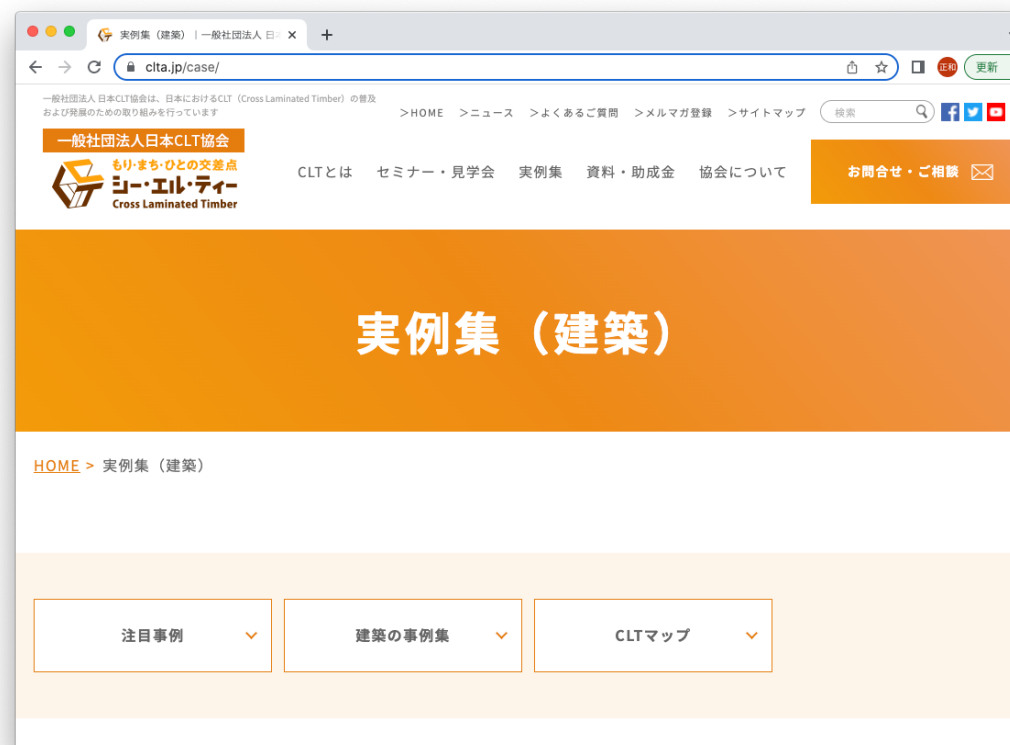 実例集（建築）｜一般社団法人 日
clta.jp/case/
正和
更新
一般社団法人 日本CLT協会は、日本におけるCLT（Cross Laminated Timber）の普及
および発展のための取り組みを行っています
>HOME >ニュース >よくあるご質問 >メルマガ登録 >サイトマップ
検索
一般社団法人日本CLT協会
もり・まち・ひとの交差点
シー・エル・ティー
Cross Laminated Timber
CLTとは セミナー・見学会 実例集 資料・助成金 協会について
お問合せ・ご相談
実例集（建築）
HOME > 実例集（建築）
注目事例
建築の事例集
CLTマップ